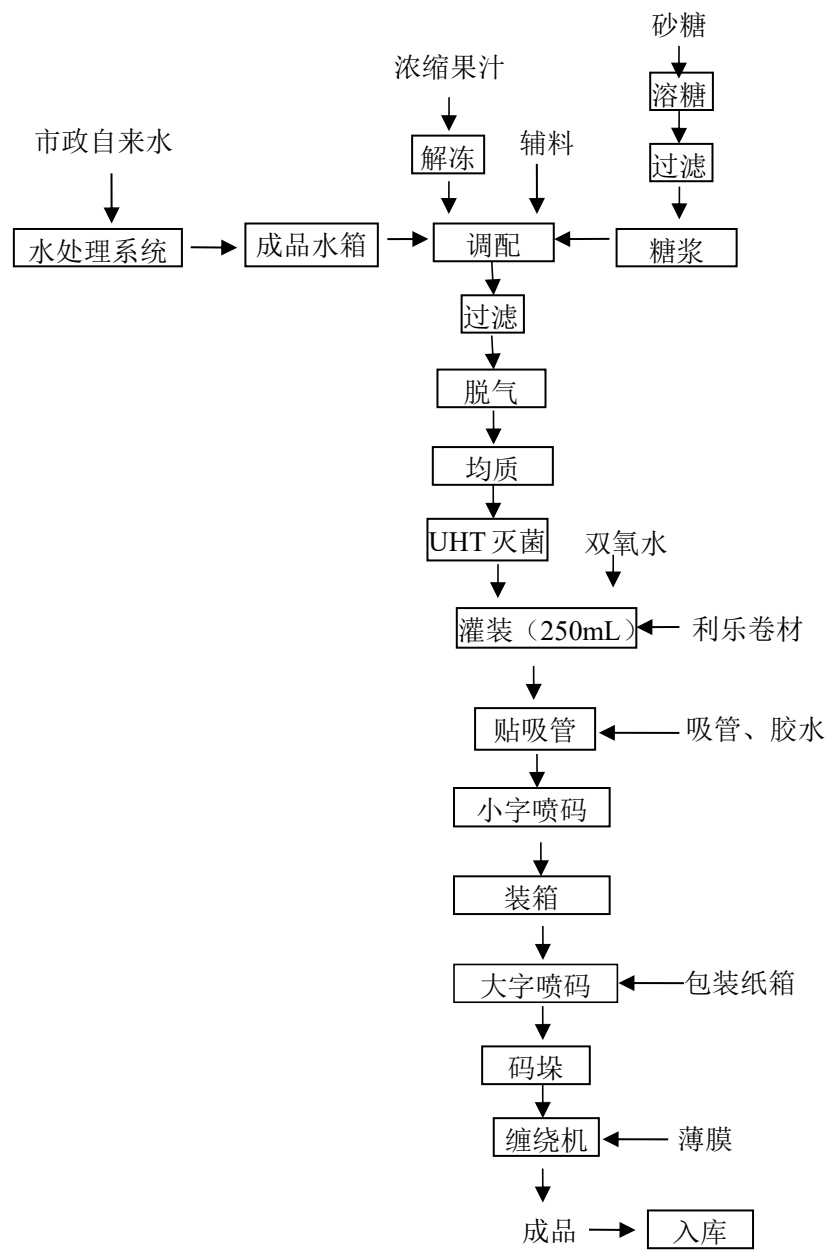 砂糖
浓缩果汁
溶糖
市政自来水
解冻
辅料
过滤
水处理系统
成品水箱
调配
糖浆
过滤
脱气
均质
UHT 灭菌
双氧水
灌装（250mL）
利乐卷材
贴吸管
吸管、胶水
小字喷码
装箱
大字喷码
包装纸箱
码垛
缠绕机
薄膜
成品
入库